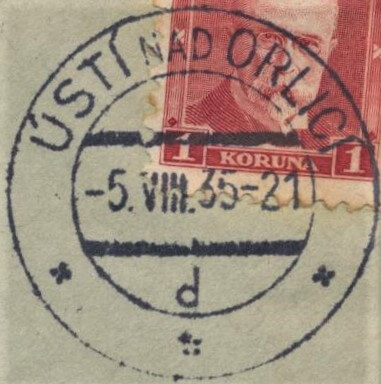 ÚSTÍ NAD ORLICÍ
1 KORUNA 1
-5.VIII.35-21
d